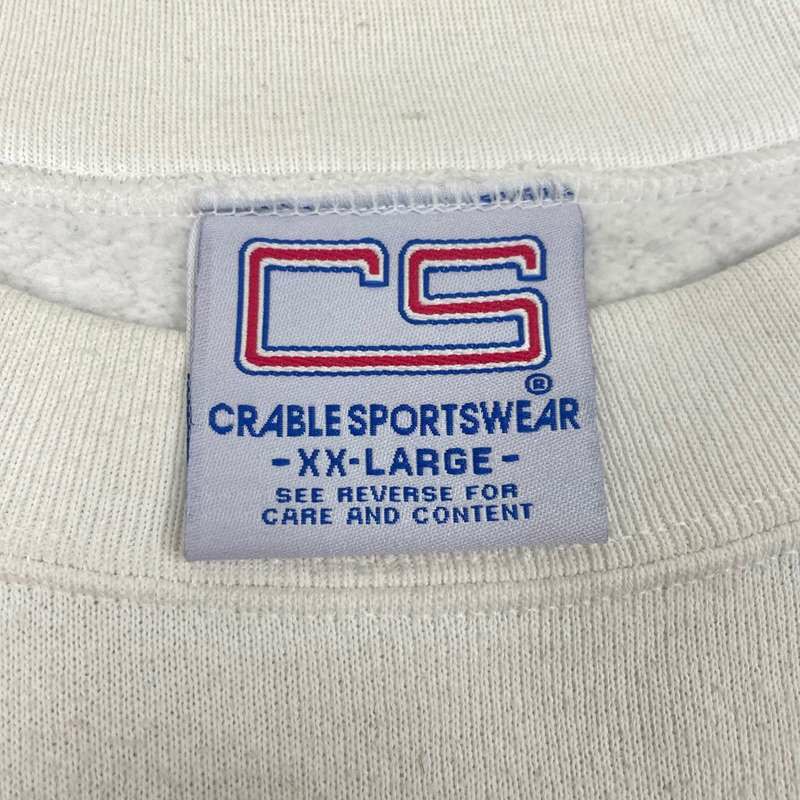 CS
®
CRABLE SPORTSWEAR
-XX-LARGE-
SEE REVERSE FOR
CARE AND CONTENT